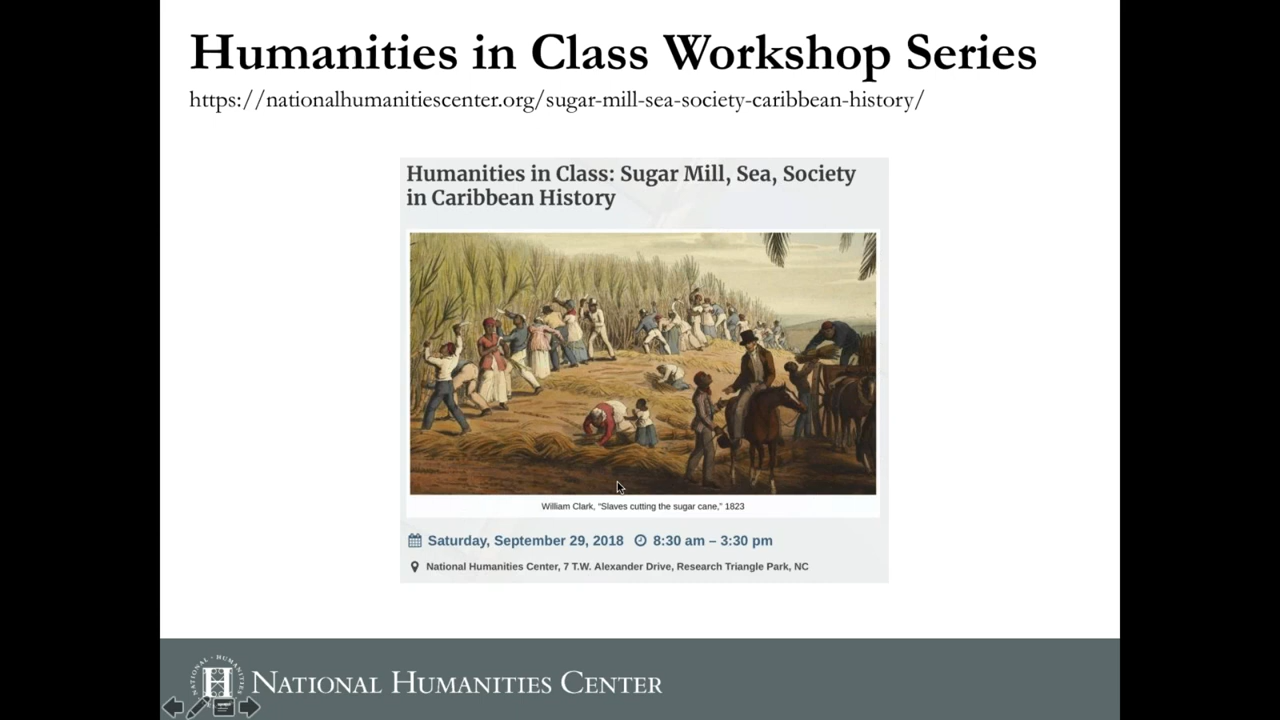 Humanities in Class Workshop Series
https://nationalhumanitiescenter.org/sugar-mill-sea-society-caribbean-history/
Humanities in Class: Sugar Mill, Sea, Society
in Caribbean History
William Clark, "Slaves cutting the sugar cane," 1823
Saturday, September 29, 2018 8:30 am – 3:30 pm
National Humanities Center, 7 T.W. Alexander Drive, Research Triangle Park, NC
NATIONAL · HUMANITIES
H
NATIONAL HUMANITIES CENTER